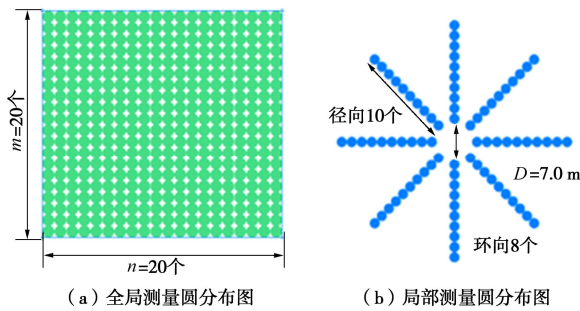 m=20个
n=20个
（a）全局测量圆分布图
径向10个
D=7.0 m
环向8个
（b）局部测量圆分布图